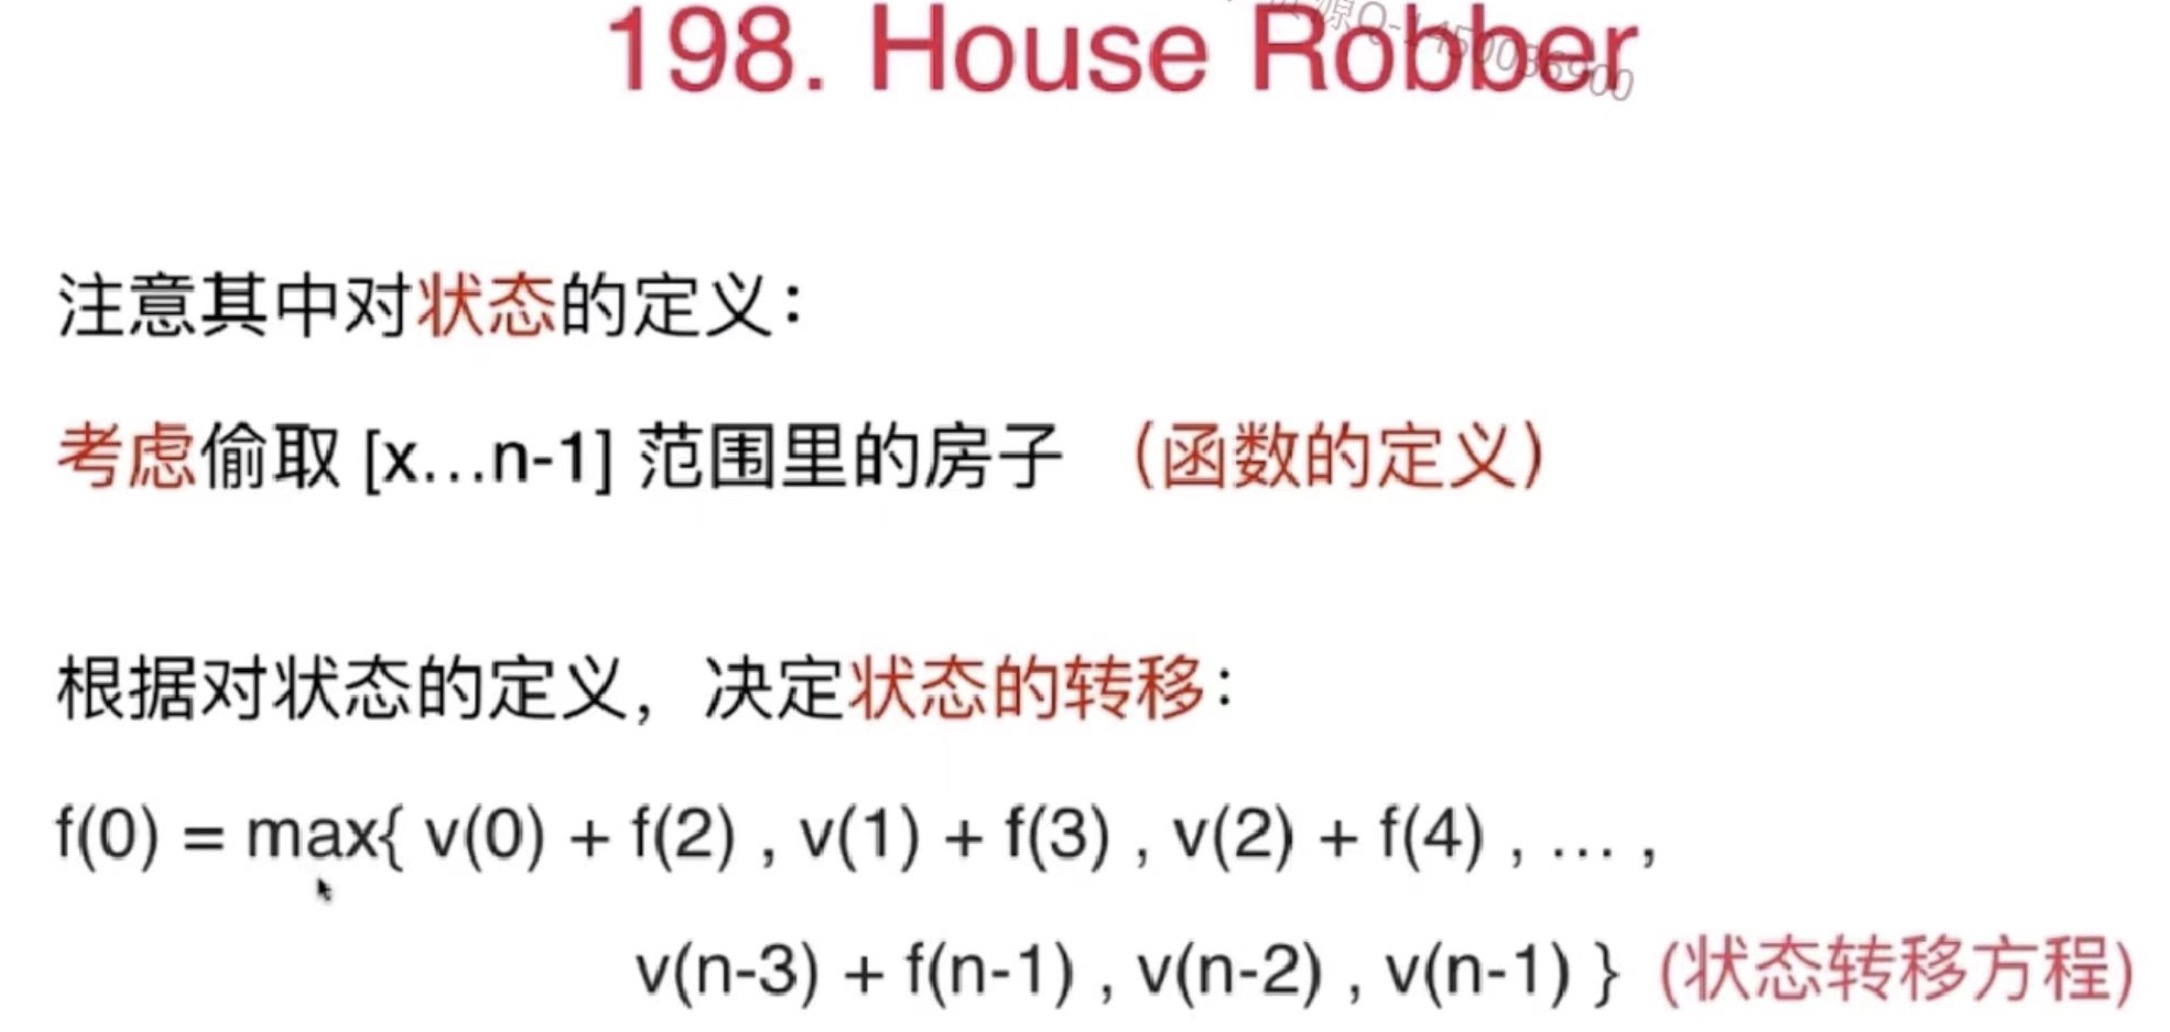 198. House Robber
注意其中对状态的定义：
考虑偷取 [x...n-1] 范围里的房子 （函数的定义）
根据对状态的定义，决定状态的转移：
f(0) = max{ v(0) + f(2) , v(1) + f(3) , v(2) + f(4) , ... ,
v(n-3) + f(n-1) , v(n-2) , v(n-1) } (状态转移方程)